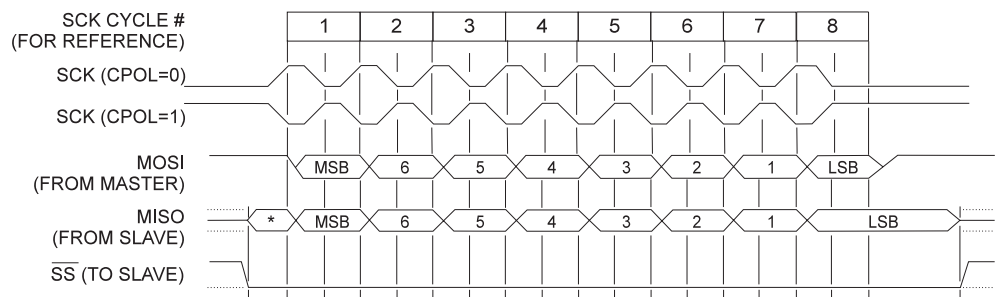 SCK CYCLE # 1 2 3 4 5 6 7 8
(FOR REFERENCE)
SCK (CPOL=0)
SCK (CPOL=1)
MOSI MSB 6 5 4 3 2 1 LSB
(FROM MASTER)
MISO * MSB 6 5 4 3 2 1 LSB
(FROM SLAVE)
SS (TO SLAVE)